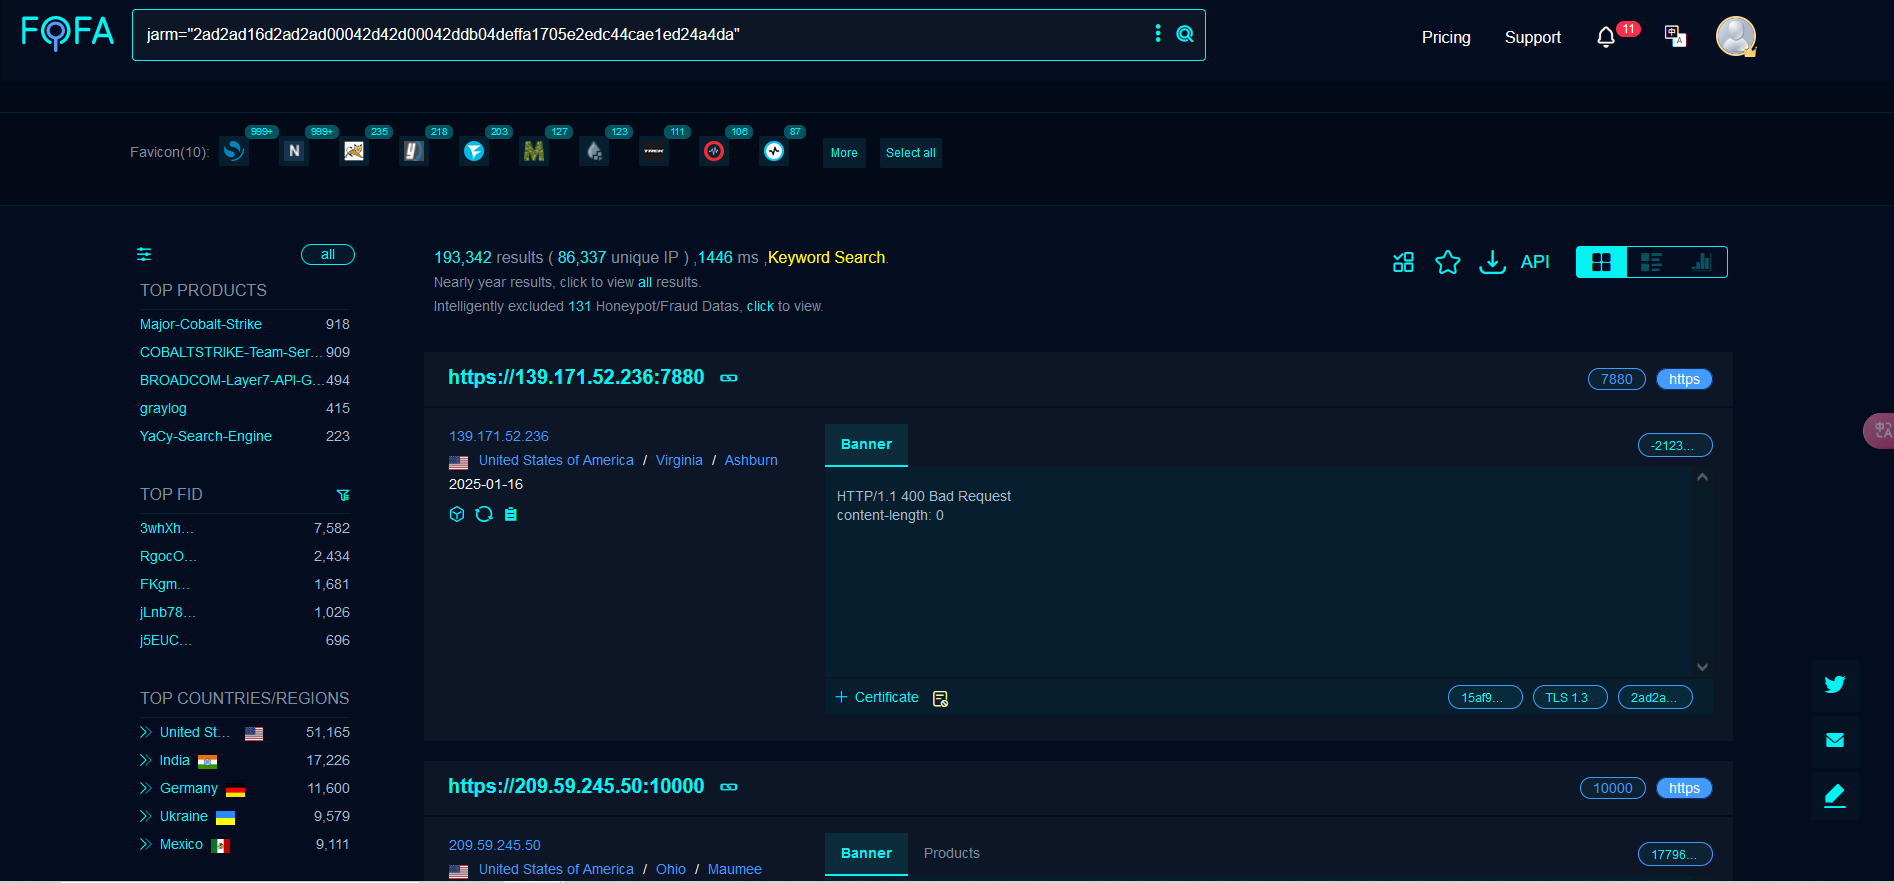 FOFA
jarm="2ad2ad16d2ad2ad00042d42d00042ddb04deffa1705e2edc44cae1ed24a4da"
Pricing
Support
11
Favicon(10):
999+
999+
235
218
203
127
123
111
106
87
N
TREK
More
Select all
all
TOP PRODUCTS
Major-Cobalt-Strike 918
COBALTSTRIKE-Team-Ser... 909
BROADCOM-Layer7-API-G... 494
graylog 415
YaCy-Search-Engine 223
TOP FID
3whXh... 7,582
RgocO... 2,434
FKgm... 1,681
jLnb78... 1,026
j5EUC... 696
TOP COUNTRIES/REGIONS
United St... 51,165
India 17,226
Germany 11,600
Ukraine 9,579
Mexico 9,111
193,342 results ( 86,337 unique IP ) ,1446 ms ,Keyword Search.
Nearly year results, click to view all results.
Intelligently excluded 131 Honeypot/Fraud Datas, click to view.
API
https://139.171.52.236:7880
7880
https
139.171.52.236
United States of America / Virginia / Ashburn
2025-01-16
Banner
-2123...
HTTP/1.1 400 Bad Request
content-length: 0
+ Certificate
15af9...
TLS 1.3
2ad2a...
https://209.59.245.50:10000
10000
https
209.59.245.50
United States of America / Ohio / Maumee
Banner
Products
17796...